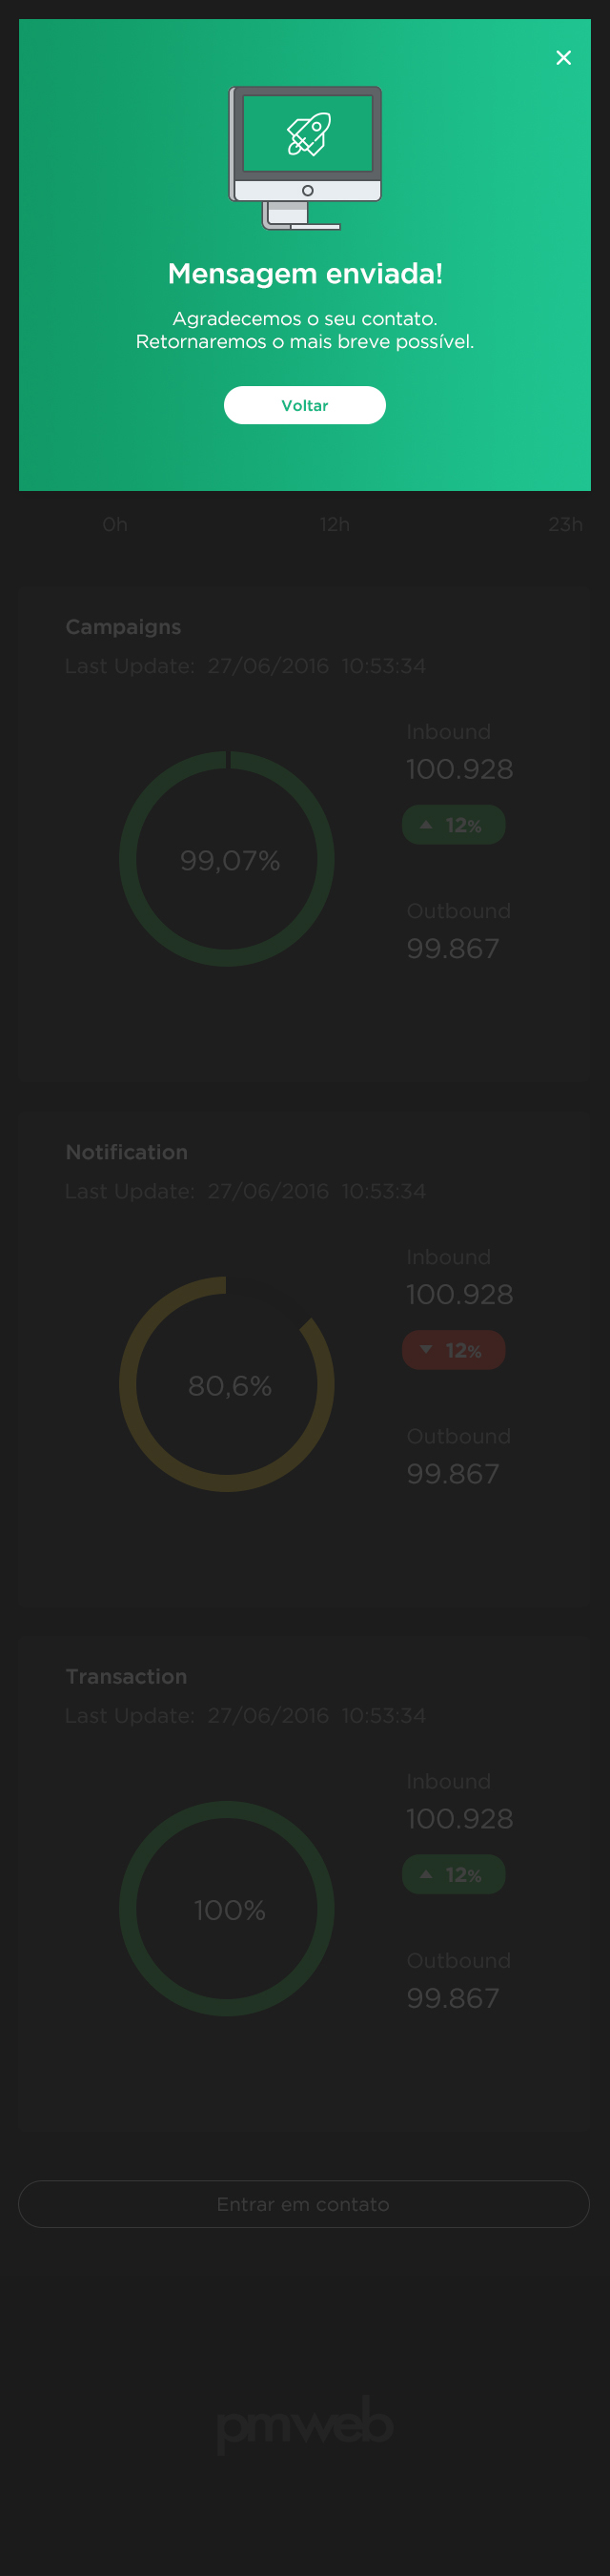 Mensagem enviada!
Agradecemos o seu contato.
Retornaremos o mais breve possível.
Voltar
0h 12h 23h
Campaigns
Last Update: 27/06/2016 10:53:34
Inbound
100.928
12%
99,07%
Outbound
99.867
Notification
Last Update: 27/06/2016 10:53:34
Inbound
100.928
12%
80,6%
Outbound
99.867
Transaction
Last Update: 27/06/2016 10:53:34
Inbound
100.928
12%
100%
Outbound
99.867
Entrar em contato
pmweb